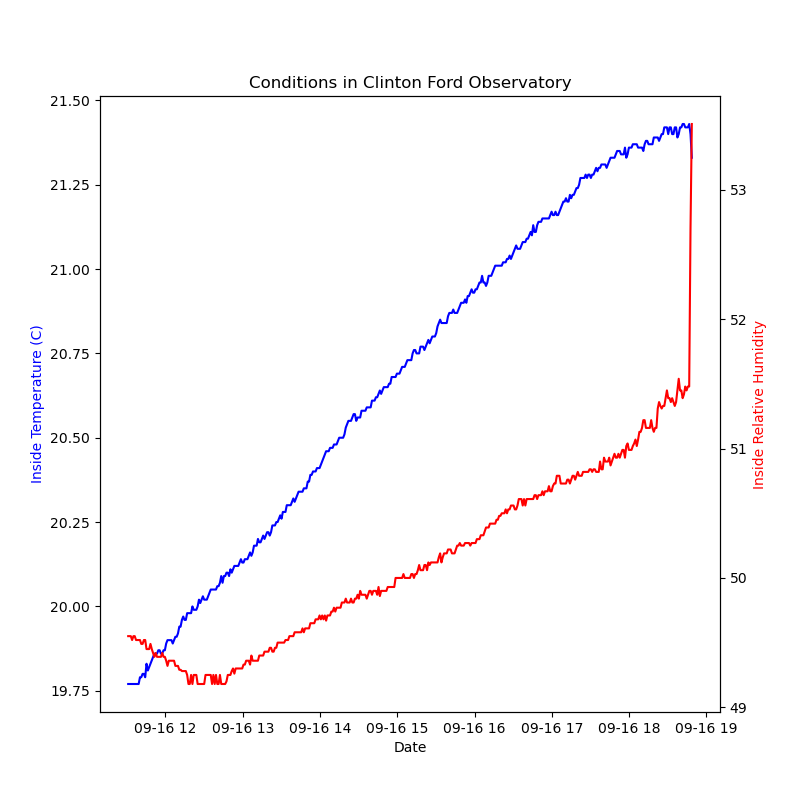 Conditions in Clinton Ford Observatory
21.50
21.25
21.00
20.75
20.50
20.25
20.00
19.75
Inside Temperature (C)
53
52
51
50
49
Inside Relative Humidity
09-16 12 09-16 13 09-16 14 09-16 15 09-16 16 09-16 17 09-16 18 09-16 19
Date